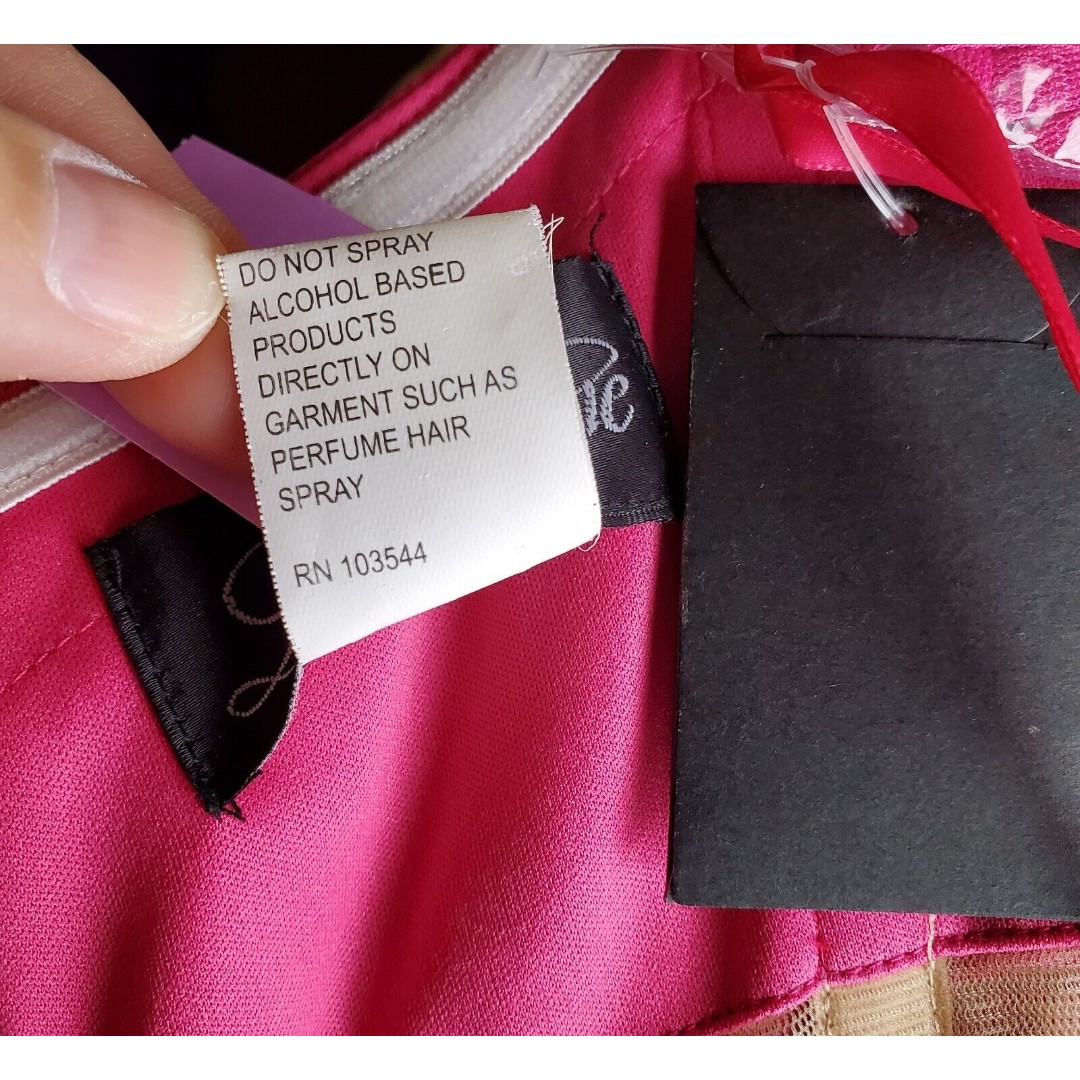 DO NOT SPRAY
ALCOHOL BASED
PRODUCTS
DIRECTLY ON
GARMENT SUCH AS
PERFUME HAIR
SPRAY
RN 103544